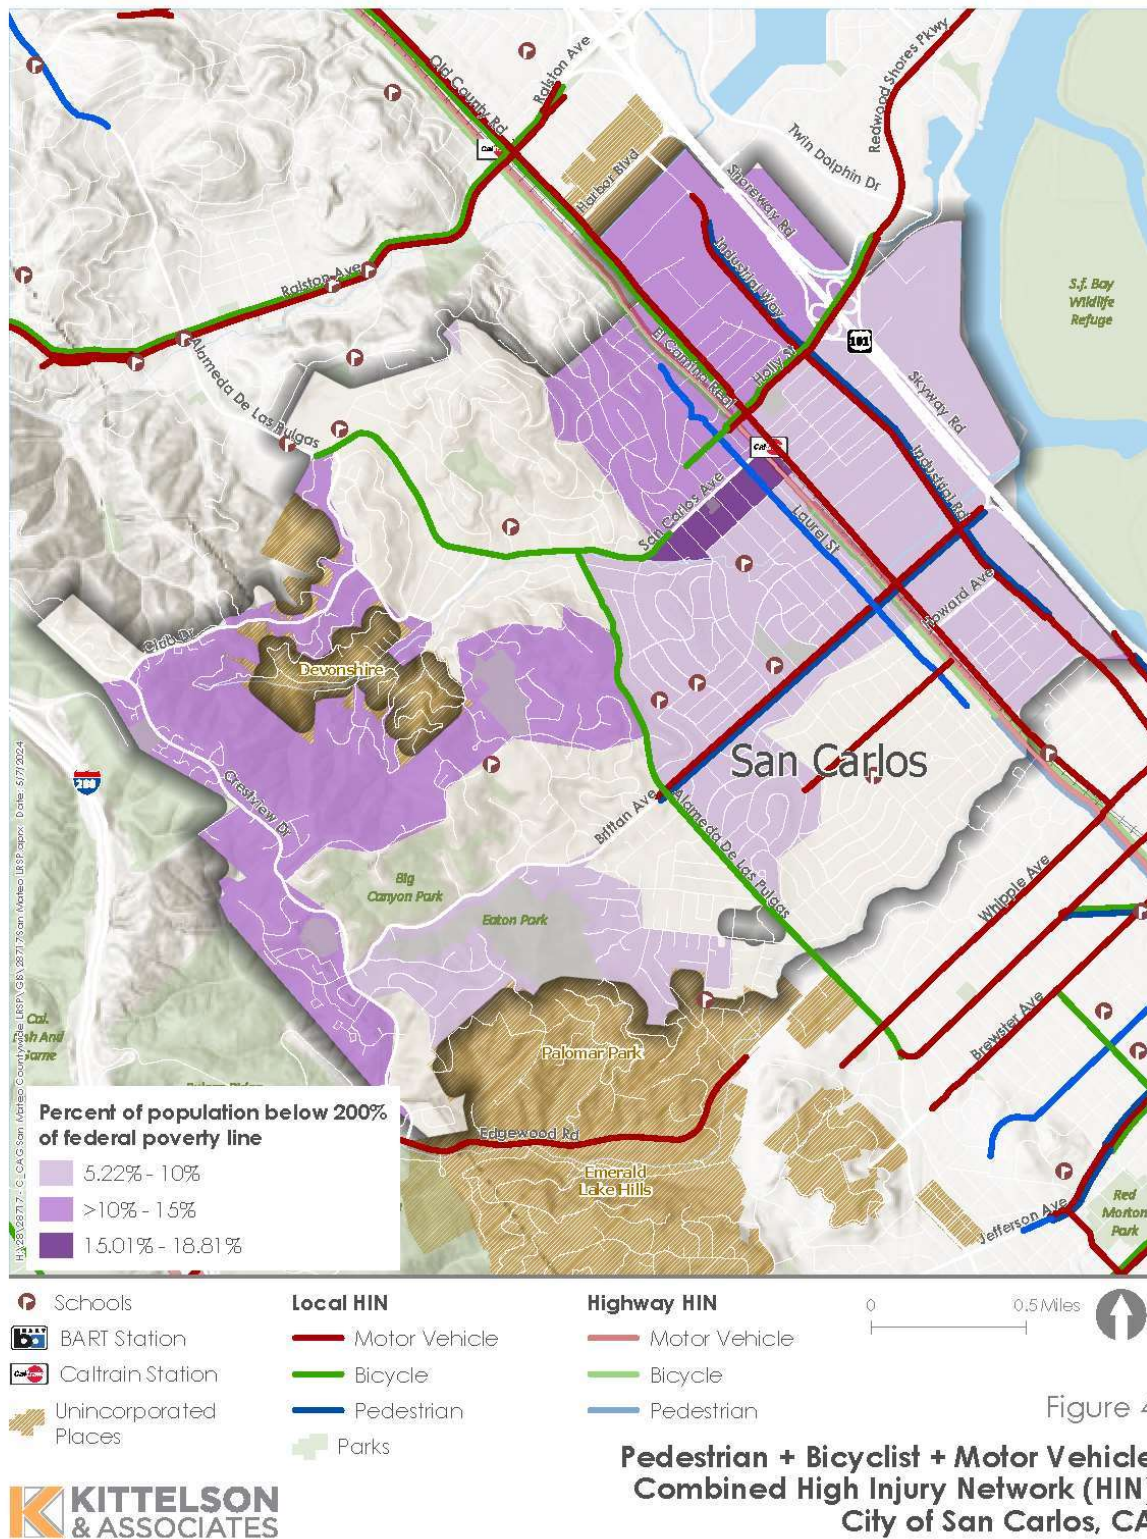 Old County Rd
Ralston Ave
Redwood Shores Pkwy
Twin Dolphin Dr
Harbor Blvd
Shoreway Rd
Industrial Way
Ralston Ave
S.f. Bay
Wildlife
Refuge
101
El Camino Real
Holly St
Skyway Rd
Alameda De Las Pulgas
Industrial Rd
San Carlos Ave
Laurel St
Howard Ave
Club Dr
Devonshire
San Carlos
280
Crestview Dr
Brittan Ave
Alameda De Las Pulgas
Big
Canyon Park
Eaton Park
Whipple Ave
Brewster Ave
Cal.
Palomar Park
Edgewood Rd
Emerald
Lake Hills
Jefferson Ave
Red
Morton
Park
Percent of population below 200%
of federal poverty line
5.22% - 10%
>10% - 15%
15.01% - 18.81%
Schools
BART Station
Caltrain Station
Unincorporated
Places
Local HIN
Motor Vehicle
Bicycle
Pedestrian
Parks
Highway HIN
Motor Vehicle
Bicycle
Pedestrian
0 0.5 Miles
Figure 4
Pedestrian + Bicyclist + Motor Vehicle
Combined High Injury Network (HIN)
City of San Carlos, CA
KITTELSON
& ASSOCIATES